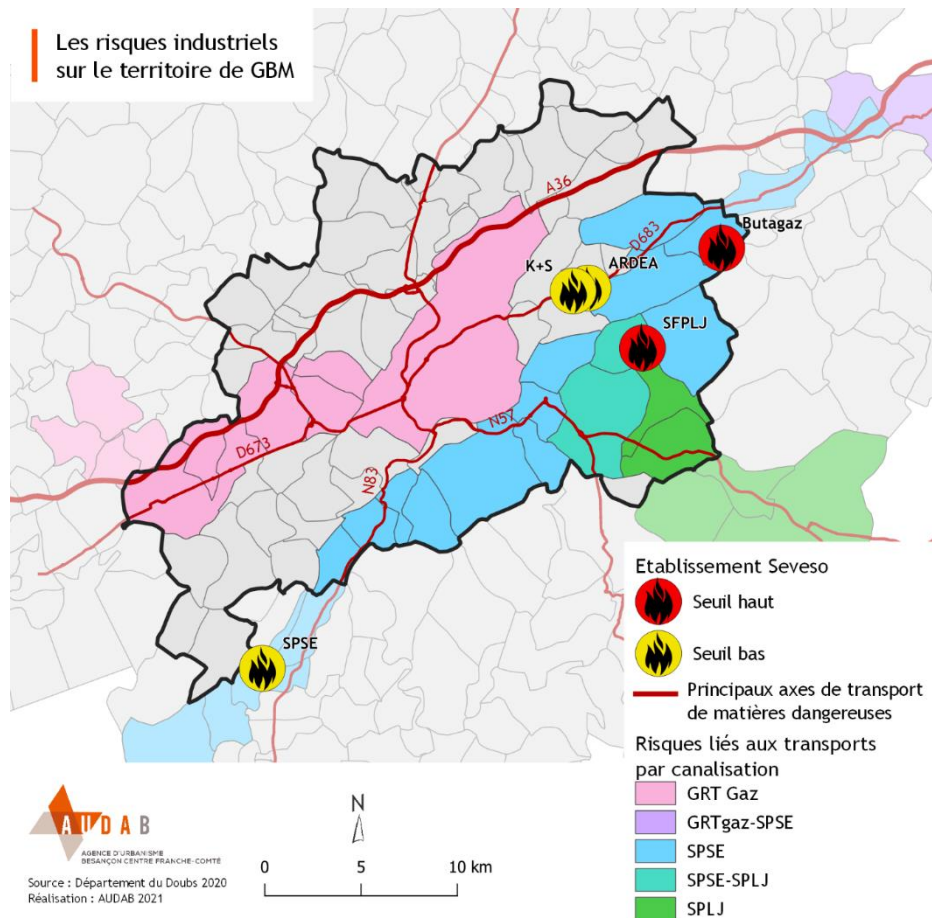 Les risques industriels
sur le territoire de GBM
A36
D683
Butagaz
K+S
ARDEA
SFPLJ
N57
D673
N83
SPSE
Etablissement Seveso
Seuil haut
Seuil bas
Principaux axes de transport
de matières dangereuses
Risques liés aux transports
par canalisation
GRT Gaz
GRTgaz-SPSE
SPSE
SPSE-SPLJ
SPLJ
AUDAB
AGENCE D'URBANISME
BESANÇON CENTRE FRANCHE-COMTÉ
Source : Département du Doubs 2020
Réalisation : AUDAB 2021
N
0 5 10 km